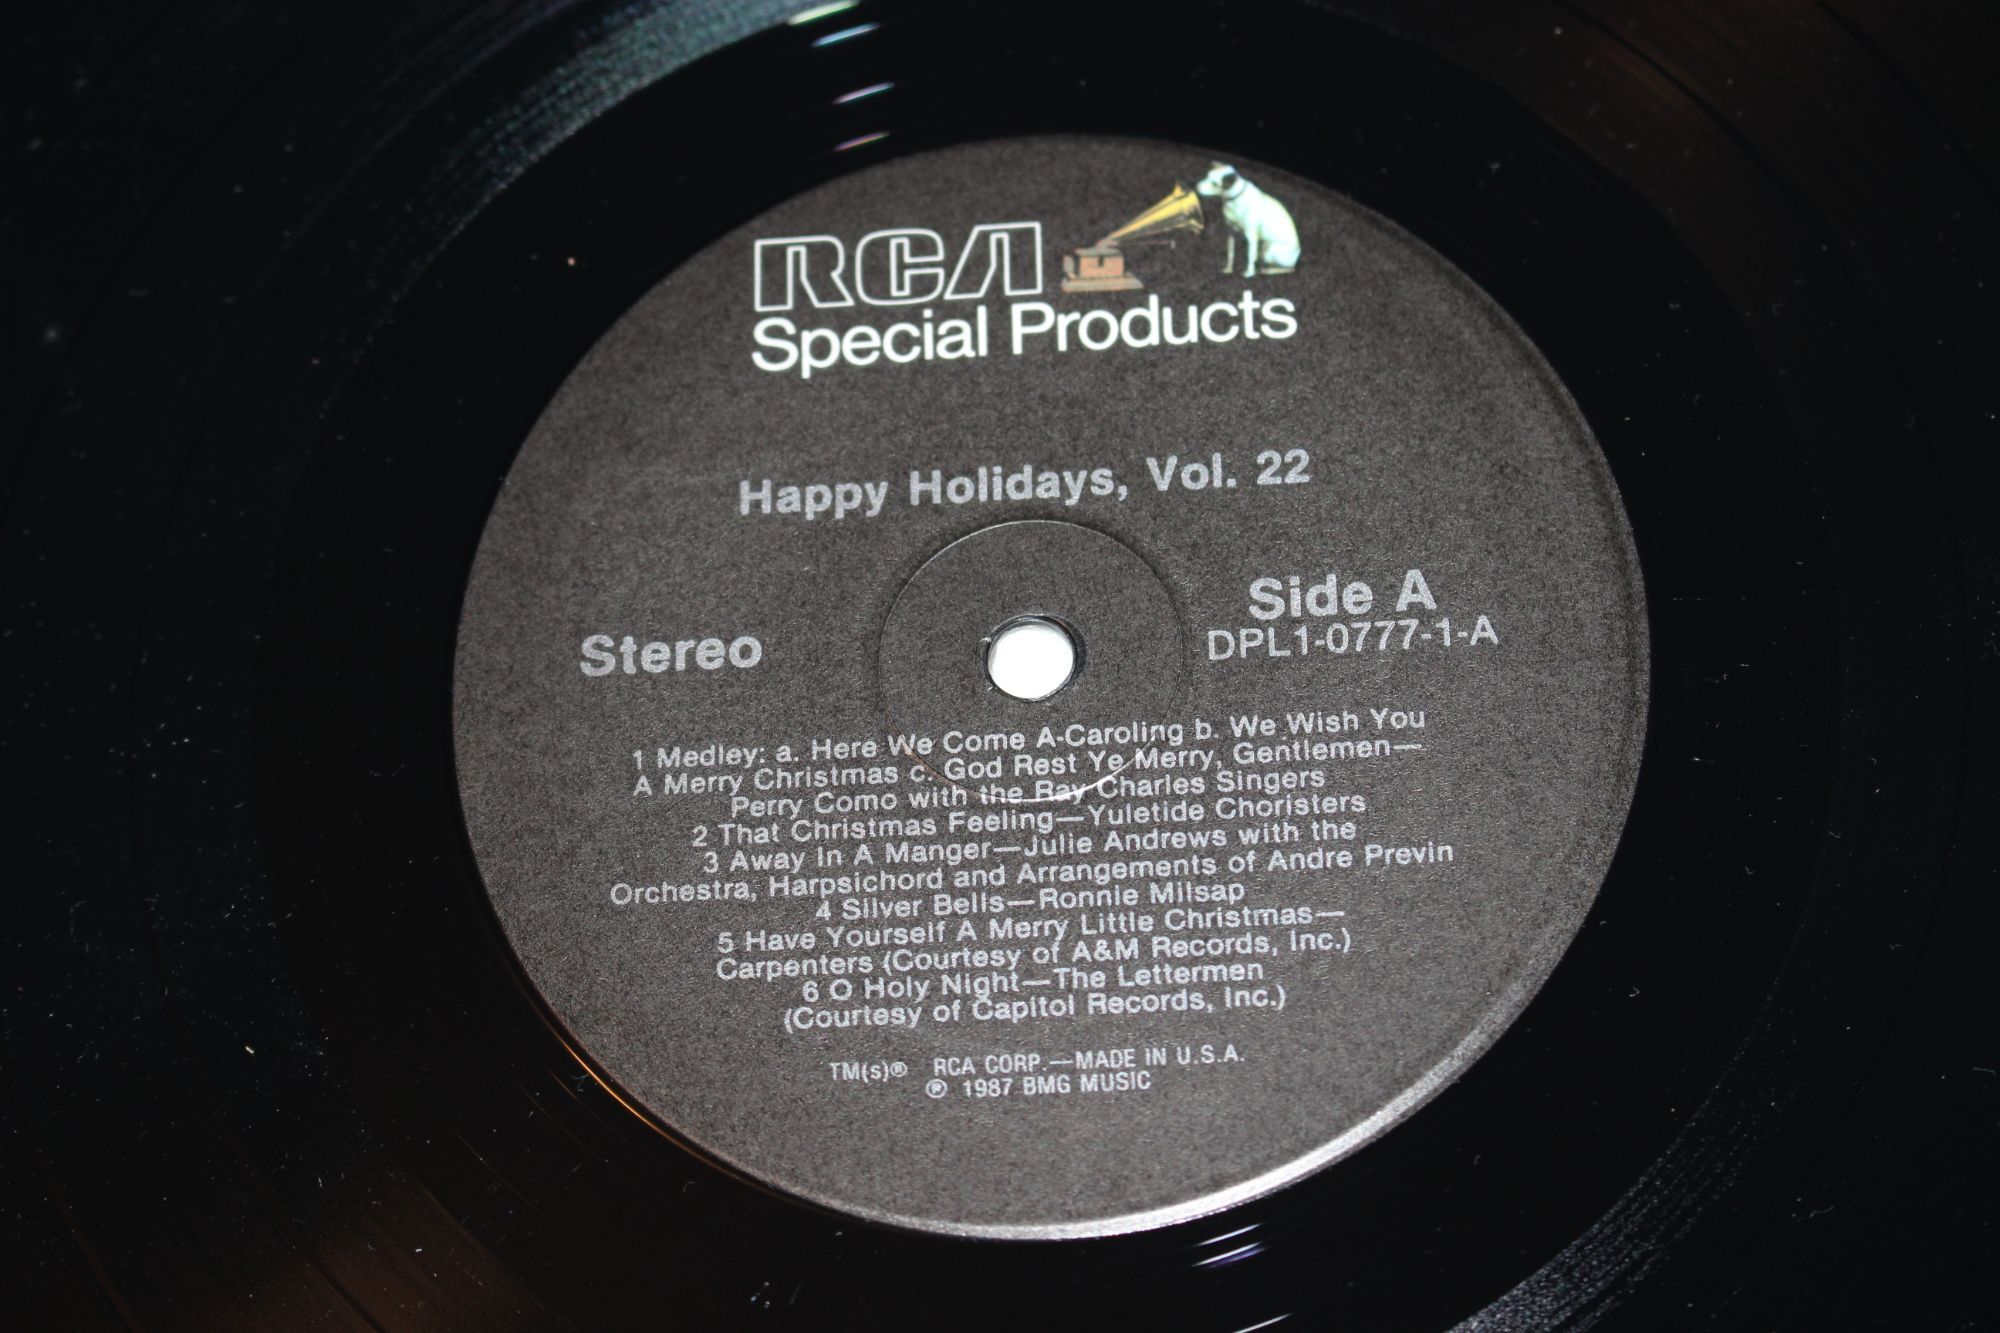 RCA
Special Products
Happy Holidays, Vol. 22
Stereo
Side A
DPL1-0777-1-A
1 Medley: a. Here We Come A-Caroling b. We Wish You
A Merry Christmas c. God Rest Ye Merry, Gentlemen—
Perry Como with the Ray Charles Singers
2 That Christmas Feeling—Yuletide Choristers
3 Away In A Manger—Julie Andrews with the
Orchestra, Harpsichord and Arrangements of Andre Previn
4 Silver Bells—Ronnie Milsap
5 Have Yourself A Merry Little Christmas—
Carpenters (Courtesy of A&M Records, Inc.)
6 O Holy Night—The Lettermen
(Courtesy of Capitol Records, Inc.)
TM(s)® RCA CORP.—MADE IN U.S.A.
℗ 1987 BMG MUSIC